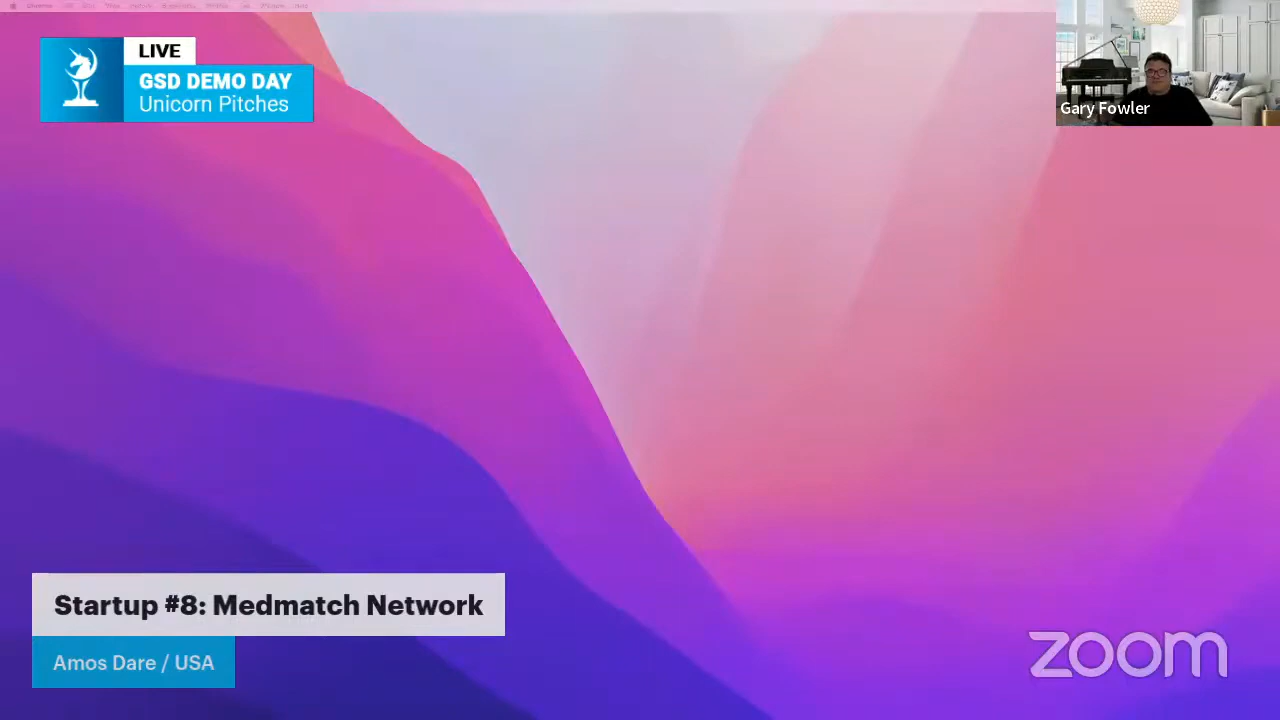 LIVE
GSD DEMO DAY
Unicorn Pitches
Gary Fowler
Startup #8: Medmatch Network
Amos Dare / USA
zoom